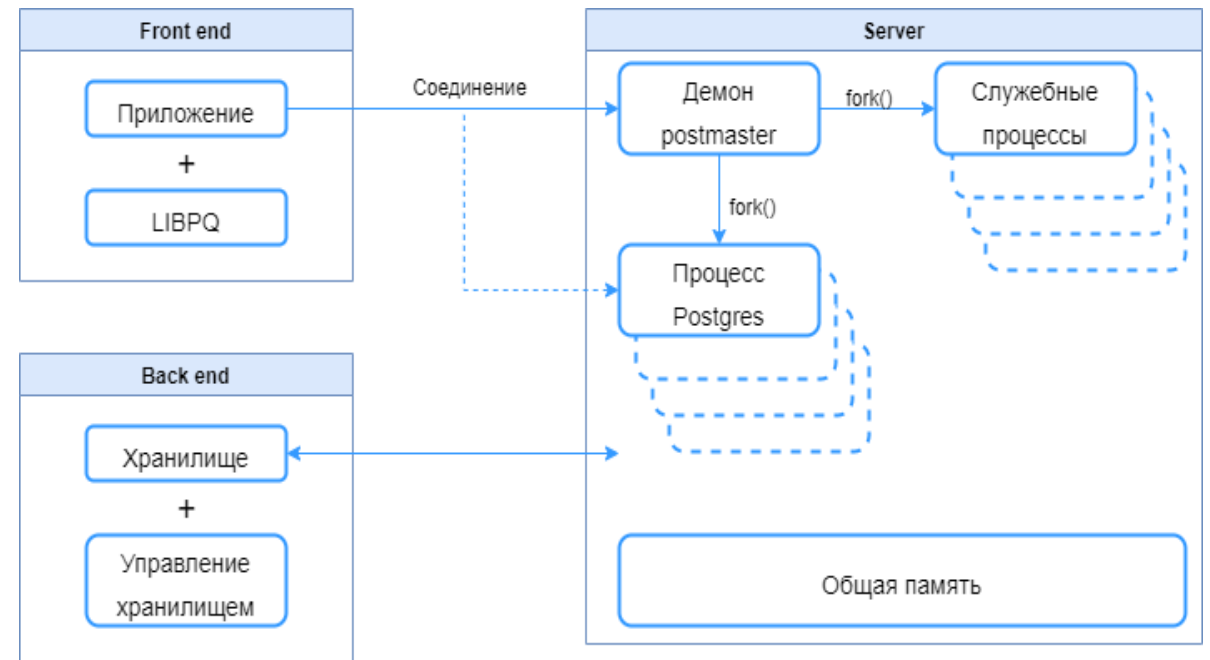 Front end
Приложение
+
LIBPQ
Соединение
Server
Демон
postmaster
fork()
Служебные
процессы
fork()
Процесс
Postgres
Back end
Хранилище
+
Управление
хранилищем
Общая память